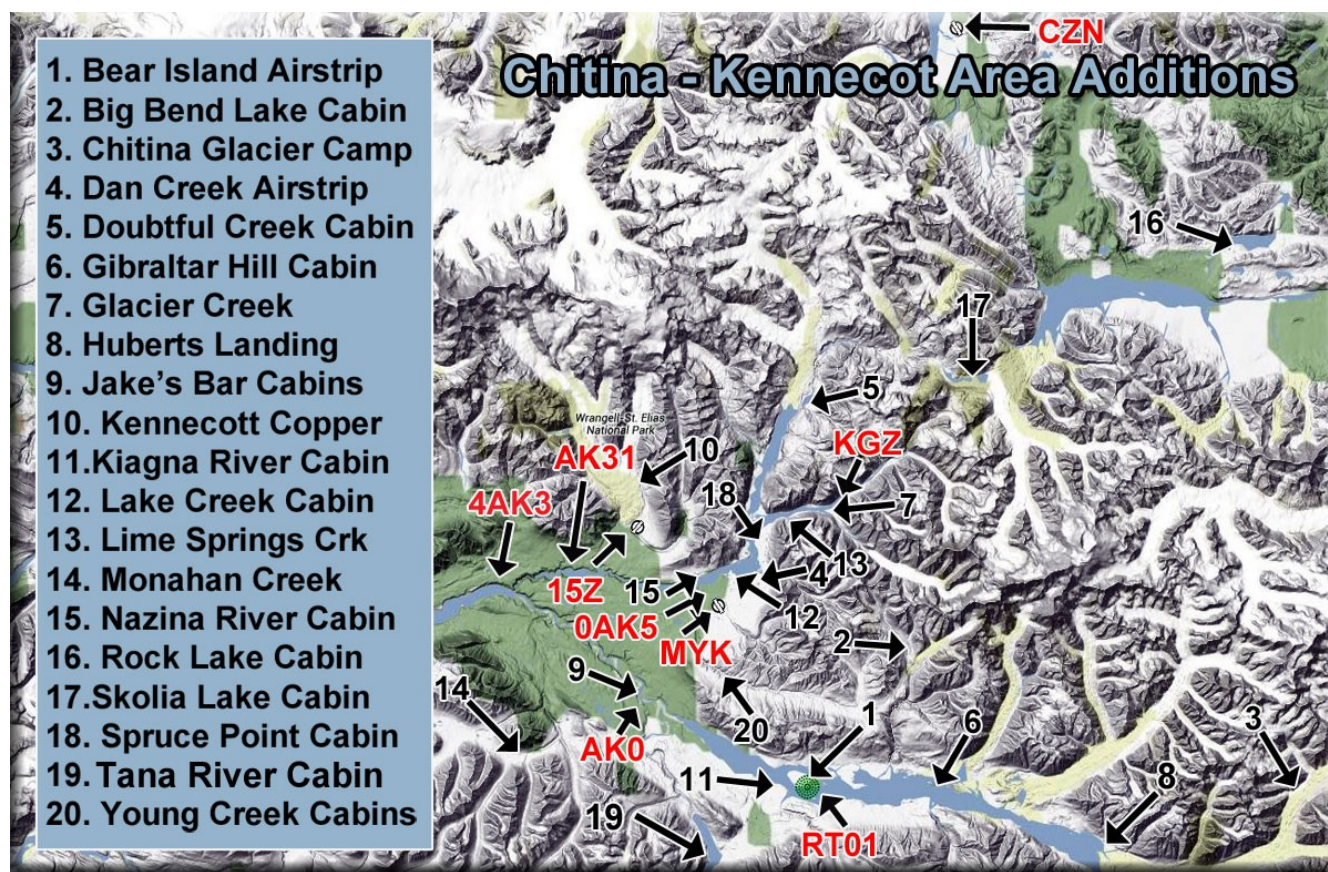 Chitina - Kennecot Area Additions
1. Bear Island Airstrip
2. Big Bend Lake Cabin
3. Chitina Glacier Camp
4. Dan Creek Airstrip
5. Doubtful Creek Cabin
6. Gibraltar Hill Cabin
7. Glacier Creek
8. Huberts Landing
9. Jake's Bar Cabins
10. Kennecott Copper
11.Kiagna River Cabin
12. Lake Creek Cabin
13. Lime Springs Crk
14. Monahan Creek
15. Nazina River Cabin
16. Rock Lake Cabin
17.Skolia Lake Cabin
18. Spruce Point Cabin
19. Tana River Cabin
20. Young Creek Cabins
CZN
16
17
5
Wrangell-St. Elias
National Park
AK31
10
KGZ
4AK3
18
7
15Z
15
4
13
0AK5
12
MYK
2
9
14
20
1
6
3
AK0
11
8
19
RT01